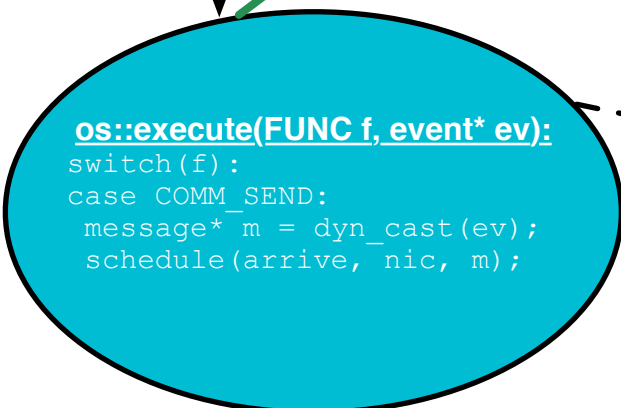 os::execute(FUNC f, event* ev):
switch(f):
case COMM_SEND:
message* m = dyn_cast(ev);
schedule(arrive, nic, m);